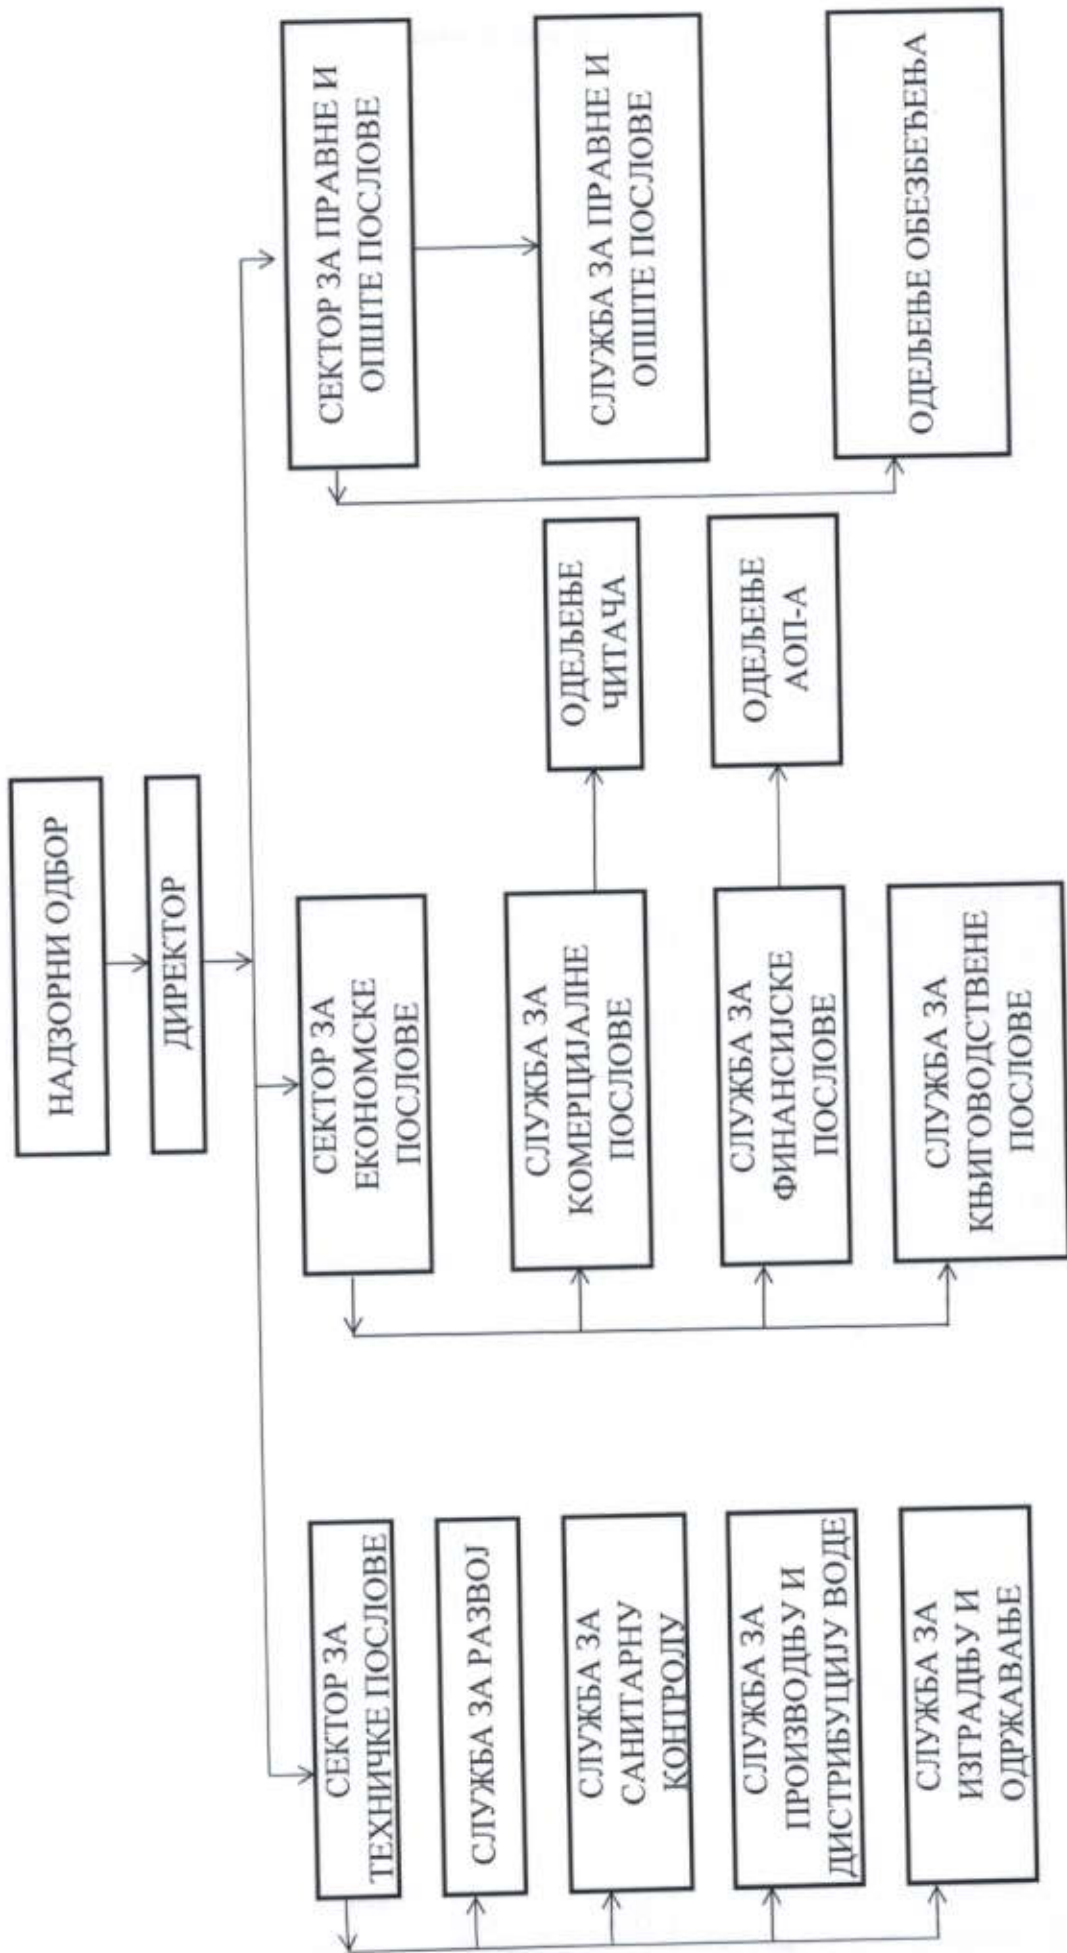 НАДЗОРНИ ОДБОР
ДИРЕКТОР
СЕКТОР ЗА
ТЕХНИЧКЕ ПОСЛОВЕ
СЛУЖБА ЗА РАЗВОЈ
СЛУЖБА ЗА
САНИТАРНУ
КОНТРОЛУ
СЛУЖБА ЗА
ПРОИЗВОДЊУ И
ДИСТРИБУЦИЈУ ВОДЕ
СЛУЖБА ЗА
ИЗГРАДЊУ И
ОДРЖАВАЊЕ
СЕКТОР ЗА
ЕКОНОМСКЕ
ПОСЛОВЕ
СЛУЖБА ЗА
КОМЕРЦИЈАЛНЕ
ПОСЛОВЕ
ОДЕЉЕЊЕ
ЧИТАЧА
СЛУЖБА ЗА
ФИНАНСИЈСКЕ
ПОСЛОВЕ
ОДЕЉЕЊЕ
АОП-А
СЛУЖБА ЗА
КЊИГОВОДСТВЕНЕ
ПОСЛОВЕ
СЕКТОР ЗА ПРАВНЕ И
ОПШТЕ ПОСЛОВЕ
СЛУЖБА ЗА ПРАВНЕ И
ОПШТЕ ПОСЛОВЕ
ОДЕЉЕЊЕ ОБЕЗБЕЂЕЊА